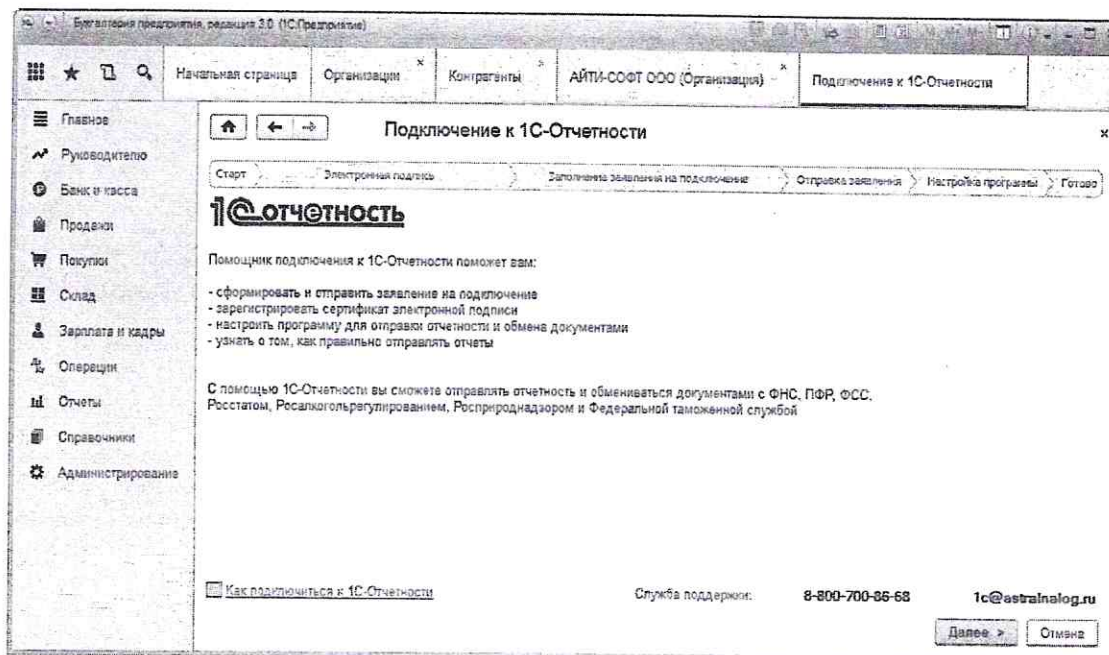 Бухгалтерия предприятия, редакция 3.0 (1С:Предприятие)
Начальная страница
Организации
Контрагенты
АЙТИ-СОФТ ООО (Организация)
Подключение к 1С-Отчетности
Главное
Руководителю
Банк и касса
Продажи
Покупки
Склад
Зарплата и кадры
Операции
Отчеты
Справочники
Администрирование
Подключение к 1С-Отчетности
Старт
Электронная подпись
Заполнение заявления на подключение
Отправка заявления
Настройка программы
Готово
1С отчетность
Помощник подключения к 1С-Отчетности поможет вам:
- сформировать и отправить заявление на подключение
- зарегистрировать сертификат электронной подписи
- настроить программу для отправки отчетности и обмена документами
- узнать о том, как правильно отправлять отчеты
С помощью 1С-Отчетности вы сможете отправлять отчетность и обмениваться документами с ФНС, ПФР, ФСС,
Росстатом, Росалкогольрегулированием, Росприроднадзором и Федеральной таможенной службой
Как подключиться к 1С-Отчетности
Служба поддержки:
8-800-700-86-68
1c@astralnalog.ru
Далее >
Отмена